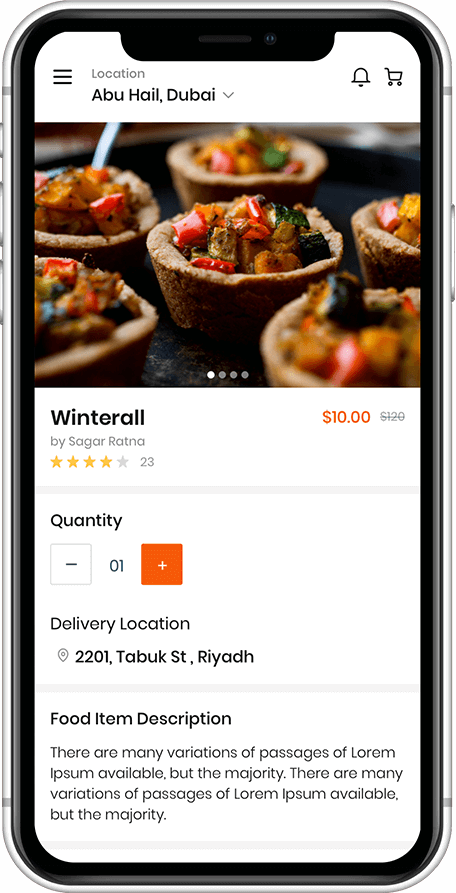 Location
Abu Hail, Dubai
Winterall
$10.00 $120
by Sagar Ratna
23
Quantity
01
Delivery Location
2201, Tabuk St , Riyadh
Food Item Description
There are many variations of passages of Lorem
Ipsum available, but the majority. There are many
variations of passages of Lorem Ipsum available,
but the majority.